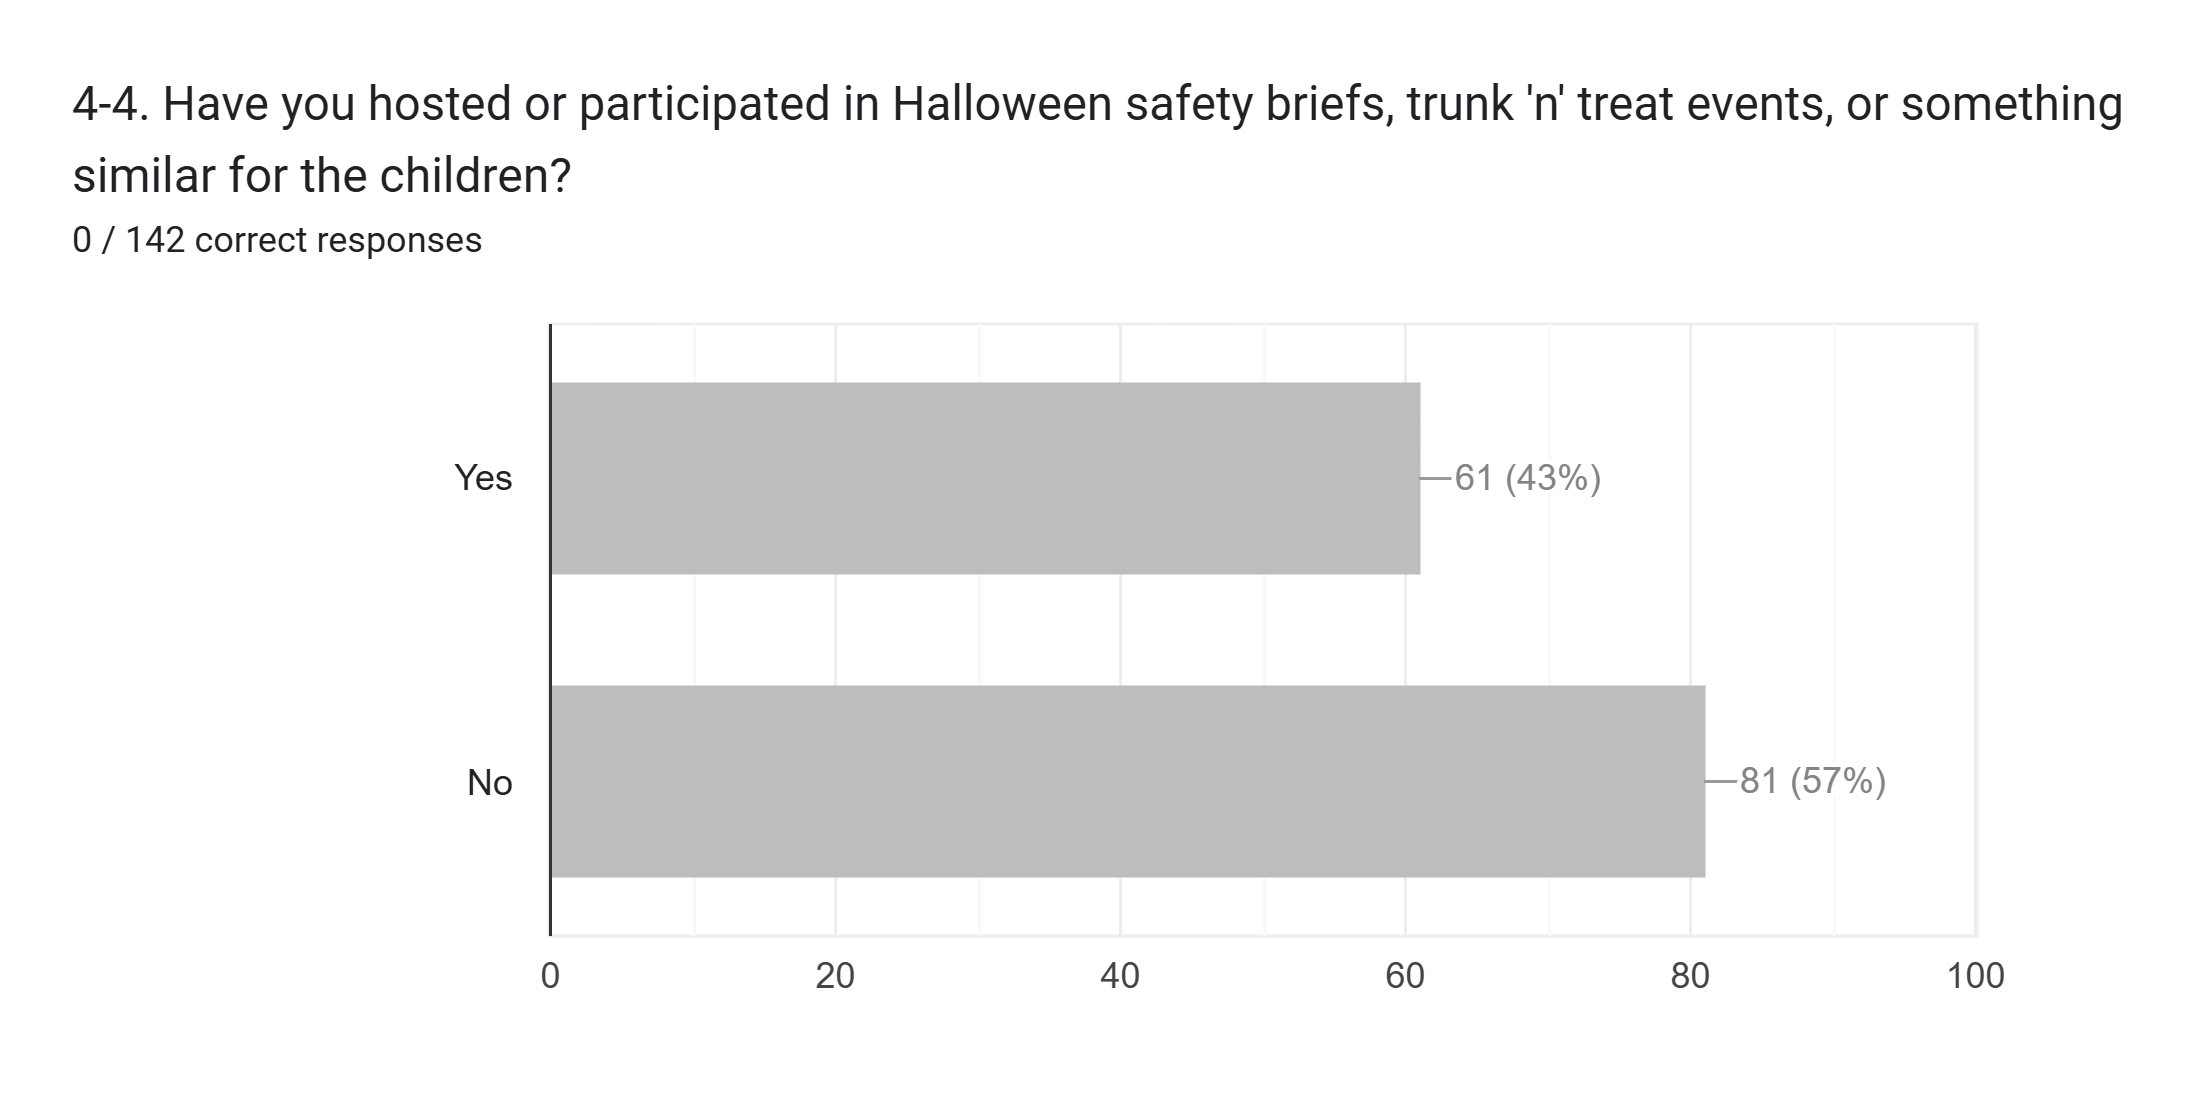 4-4. Have you hosted or participated in Halloween safety briefs, trunk 'n' treat events, or something
similar for the children?
0 / 142 correct responses
Yes
61 (43%)
No
81 (57%)
0
20
40
60
80
100